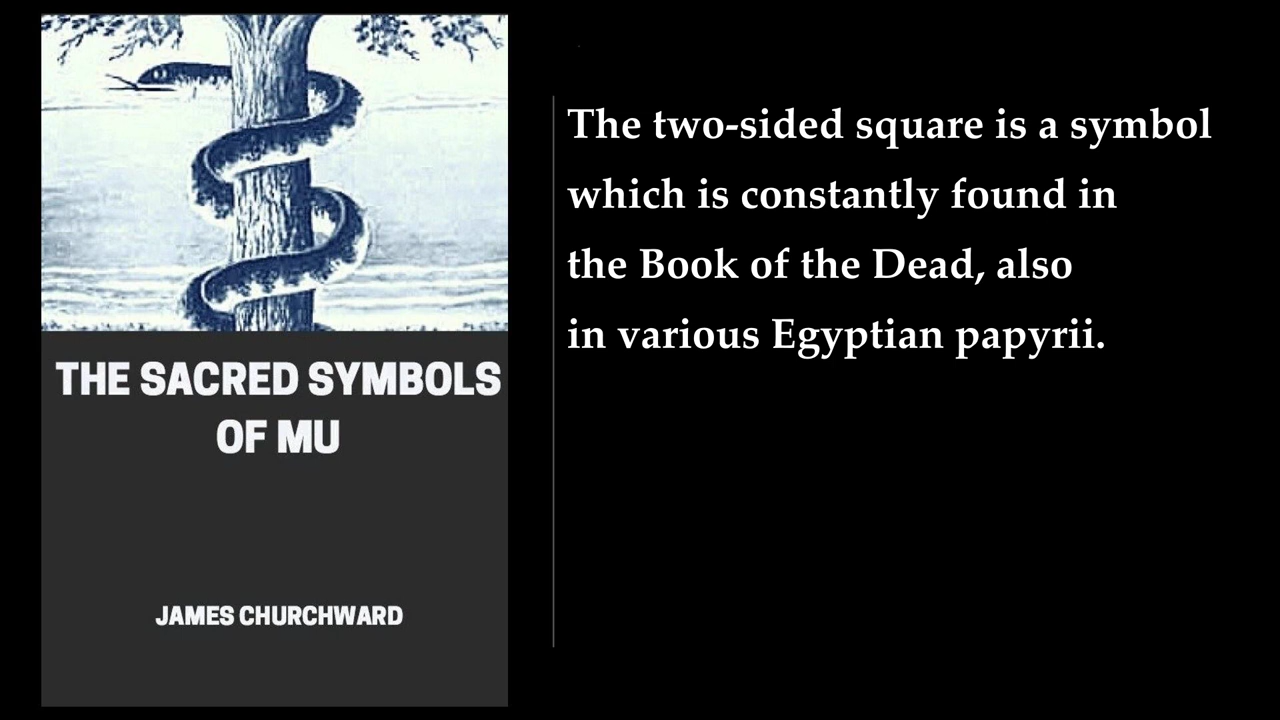 THE SACRED SYMBOLS
OF MU
JAMES CHURCHWARD
The two-sided square is a symbol
which is constantly found in
the Book of the Dead, also
in various Egyptian papyrii.